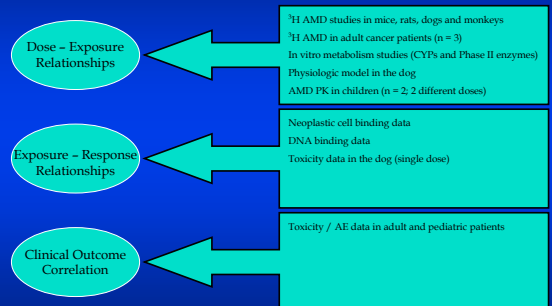 Dose – Exposure
Relationships
³H AMD studies in mice, rats, dogs and monkeys
³H AMD in adult cancer patients (n = 3)
In vitro metabolism studies (CYPs and Phase II enzymes)
Physiologic model in the dog
AMD PK in children (n = 2; 2 different doses)
Exposure – Response
Relationships
Neoplastic cell binding data
DNA binding data
Toxicity data in the dog (single dose)
Clinical Outcome
Correlation
Toxicity / AE data in adult and pediatric patients